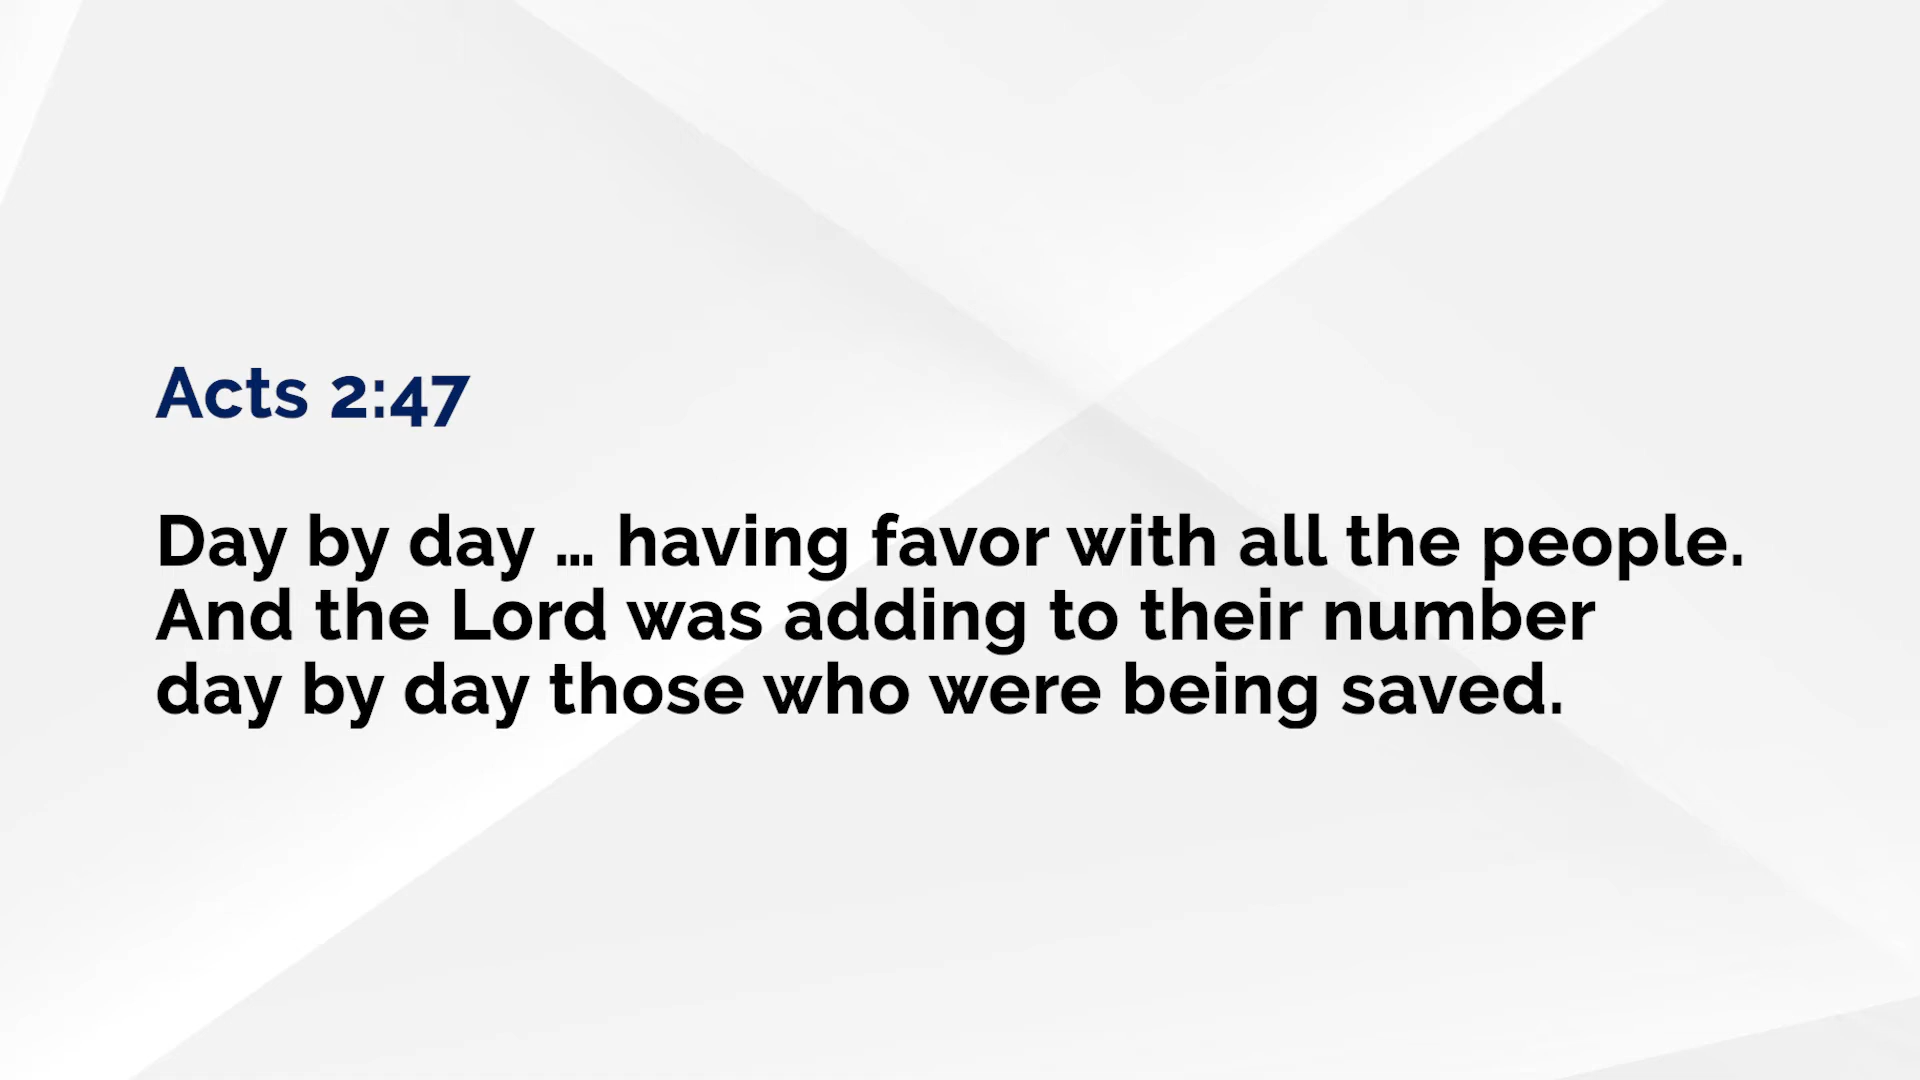 Acts 2:47
Day by day … having favor with all the people.
And the Lord was adding to their number
day by day those who were being saved.